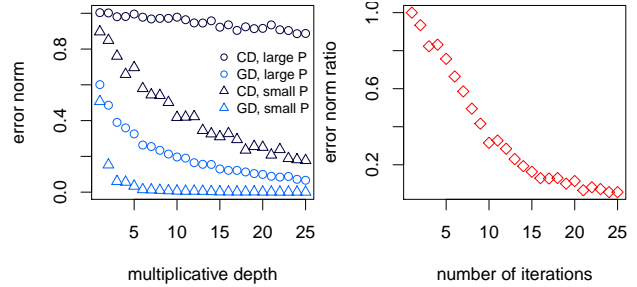 error norm
0.0
0.4
0.8
CD, large P
GD, large P
CD, small P
GD, small P
5 10 15 20 25
multiplicative depth
error norm ratio
0.2
0.6
1.0
5 10 15 20 25
number of iterations